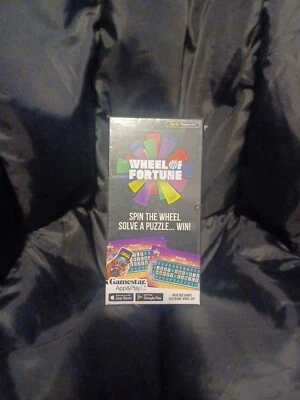 WHEEL OF
FORTUNE
SPIN THE WHEEL
SOLVE A PUZZLE... WIN!
Gamestar
App&Play
App Store
Google Play